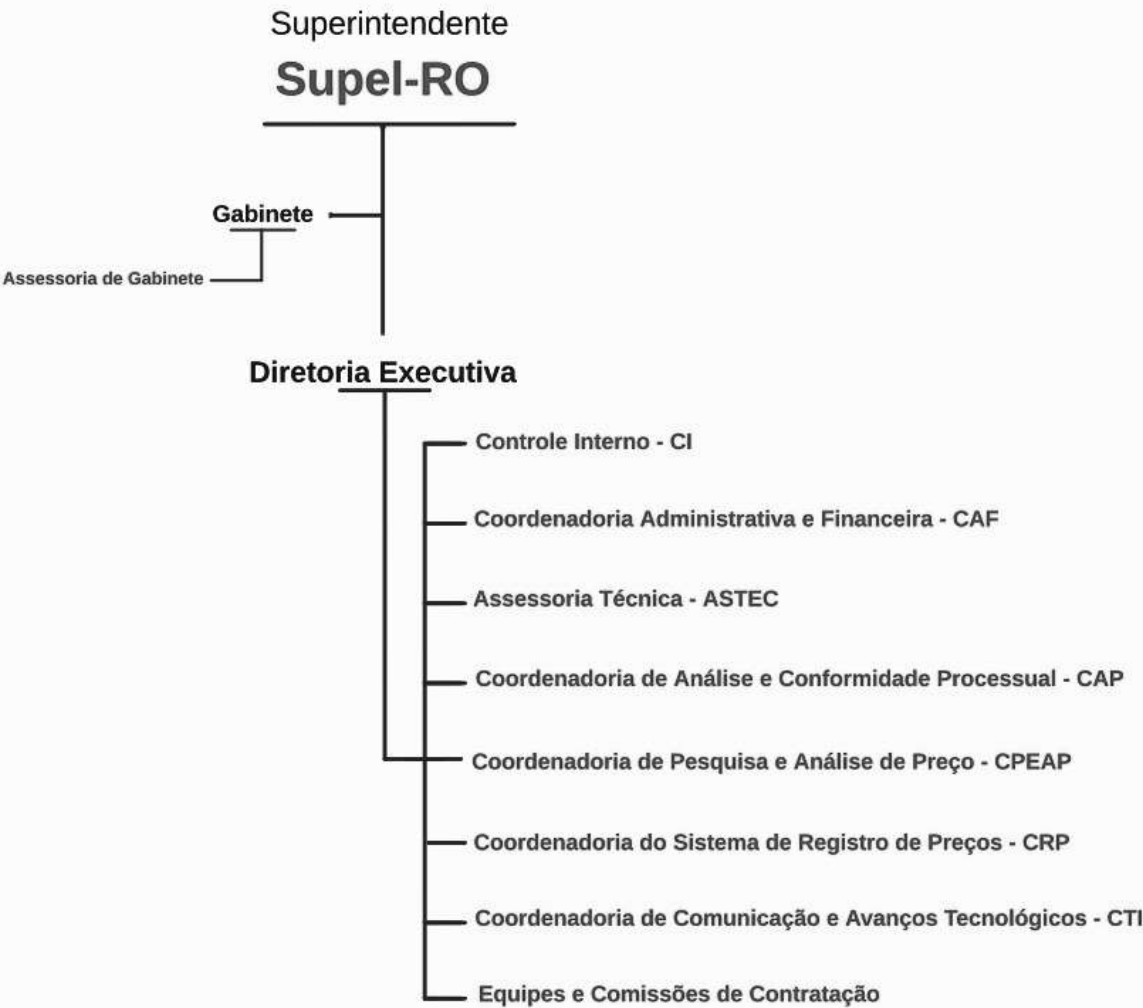 Superintendente
Supel-RO
Gabinete
Assessoria de Gabinete
Diretoria Executiva
Controle Interno - CI
Coordenadoria Administrativa e Financeira - CAF
Assessoria Técnica - ASTEC
Coordenadoria de Análise e Conformidade Processual - CAP
Coordenadoria de Pesquisa e Análise de Preço - CPEAP
Coordenadoria do Sistema de Registro de Preços - CRP
Coordenadoria de Comunicação e Avanços Tecnológicos - CTI
Equipes e Comissões de Contratação